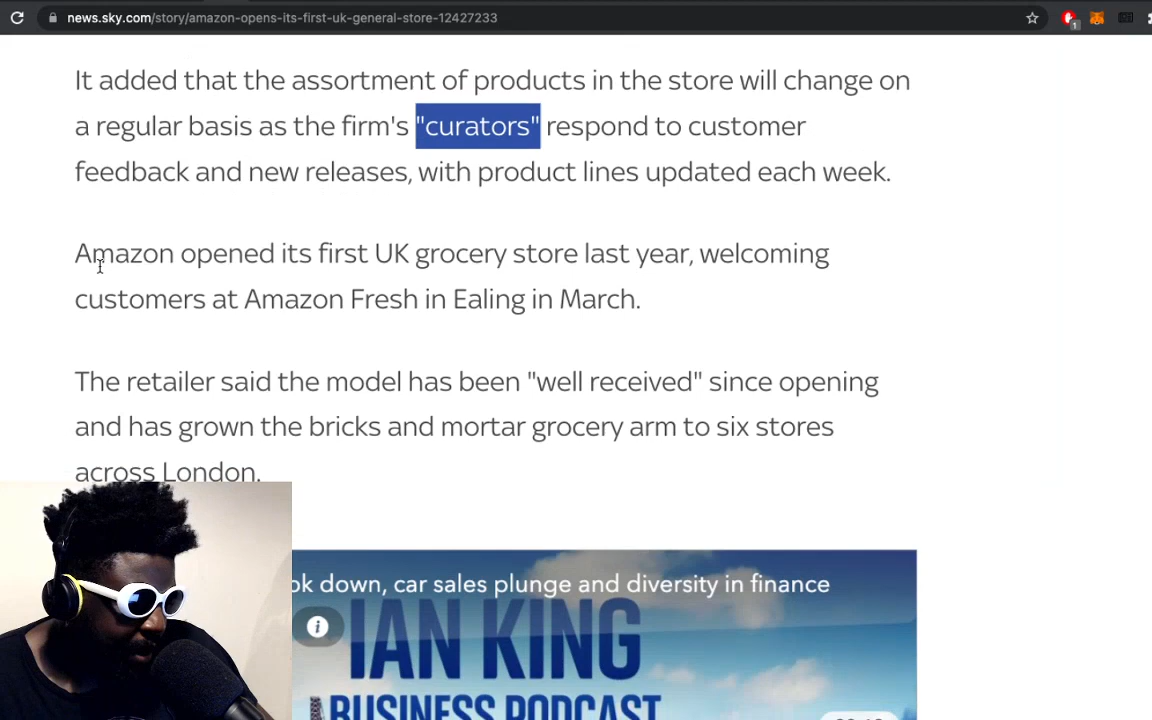 news.sky.com/story/amazon-opens-its-first-uk-general-store-12427233
1
It added that the assortment of products in the store will change on
a regular basis as the firm's "curators" respond to customer
feedback and new releases, with product lines updated each week.
Amazon opened its first UK grocery store last year, welcoming
customers at Amazon Fresh in Ealing in March.
The retailer said the model has been "well received" since opening
and has grown the bricks and mortar grocery arm to six stores
across London.
down, car sales plunge and diversity in finance
i
IAN KING
BUSINESS PODCAST